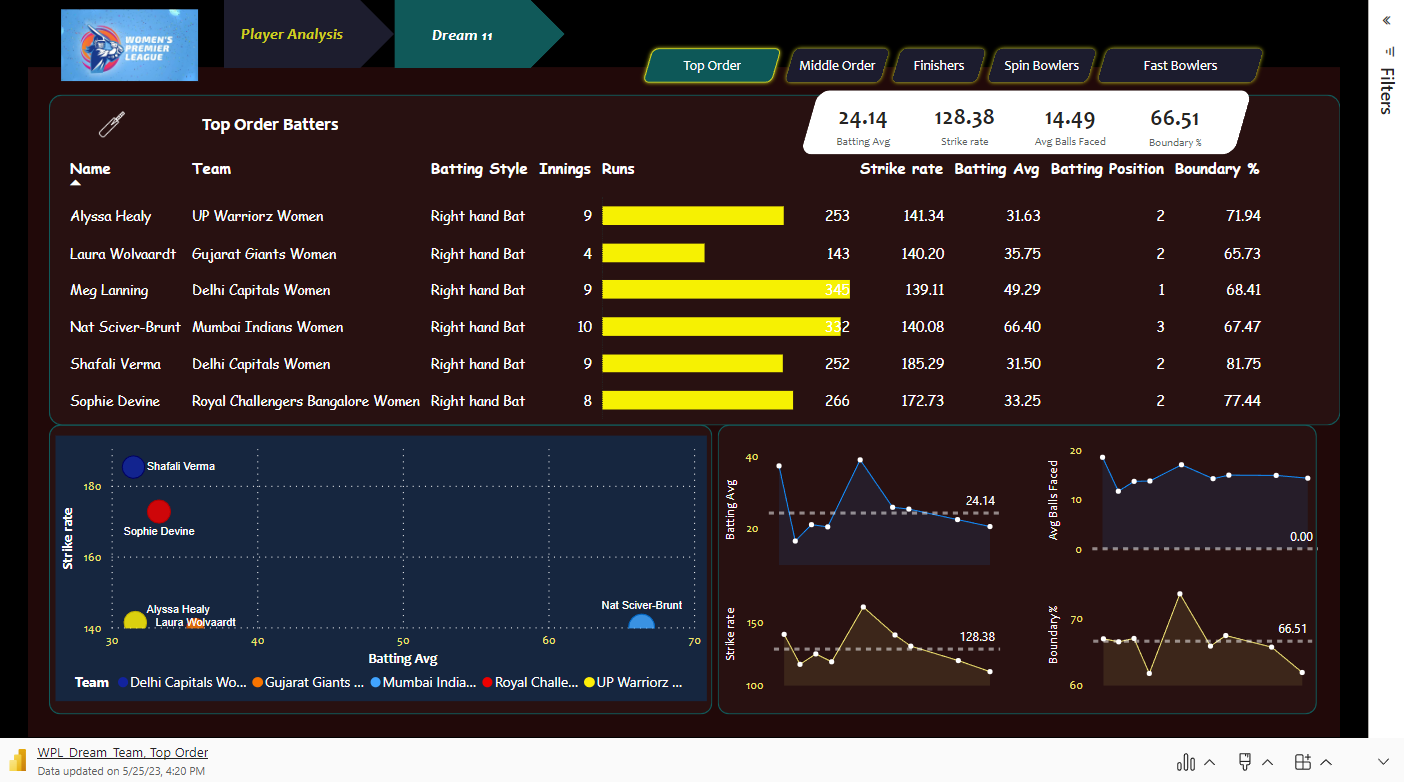 WOMEN'S
PREMIER
LEAGUE
Player Analysis
Dream 11
Top Order
Middle Order
Finishers
Spin Bowlers
Fast Bowlers
Filters
Top Order Batters
24.14 128.38 14.49 66.51
Batting Avg Strike rate Avg Balls Faced Boundary %
Name Team Batting Style Innings Runs Strike rate Batting Avg Batting Position Boundary %
Alyssa Healy UP Warriorz Women Right hand Bat 9 253 141.34 31.63 2 71.94
Laura Wolvaardt Gujarat Giants Women Right hand Bat 4 143 140.20 35.75 2 65.73
Meg Lanning Delhi Capitals Women Right hand Bat 9 345 139.11 49.29 1 68.41
Nat Sciver-Brunt Mumbai Indians Women Right hand Bat 10 332 140.08 66.40 3 67.47
Shafali Verma Delhi Capitals Women Right hand Bat 9 252 185.29 31.50 2 81.75
Sophie Devine Royal Challengers Bangalore Women Right hand Bat 8 266 172.73 33.25 2 77.44
Strike rate
180
160
140
Shafali Verma
Sophie Devine
Alyssa Healy
Laura Wolvaardt
Nat Sciver-Brunt
30 40 50 60 70
Batting Avg
Team Delhi Capitals Wo... Gujarat Giants ... Mumbai India... Royal Challe... UP Warriorz ...
Batting Avg
40
20
24.14
Avg Balls Faced
20
10
0
0.00
Strike rate
150
100
128.38
Boundary%
70
60
66.51
WPL_Dream_Team, Top Order
Data updated on 5/25/23, 4:20 PM